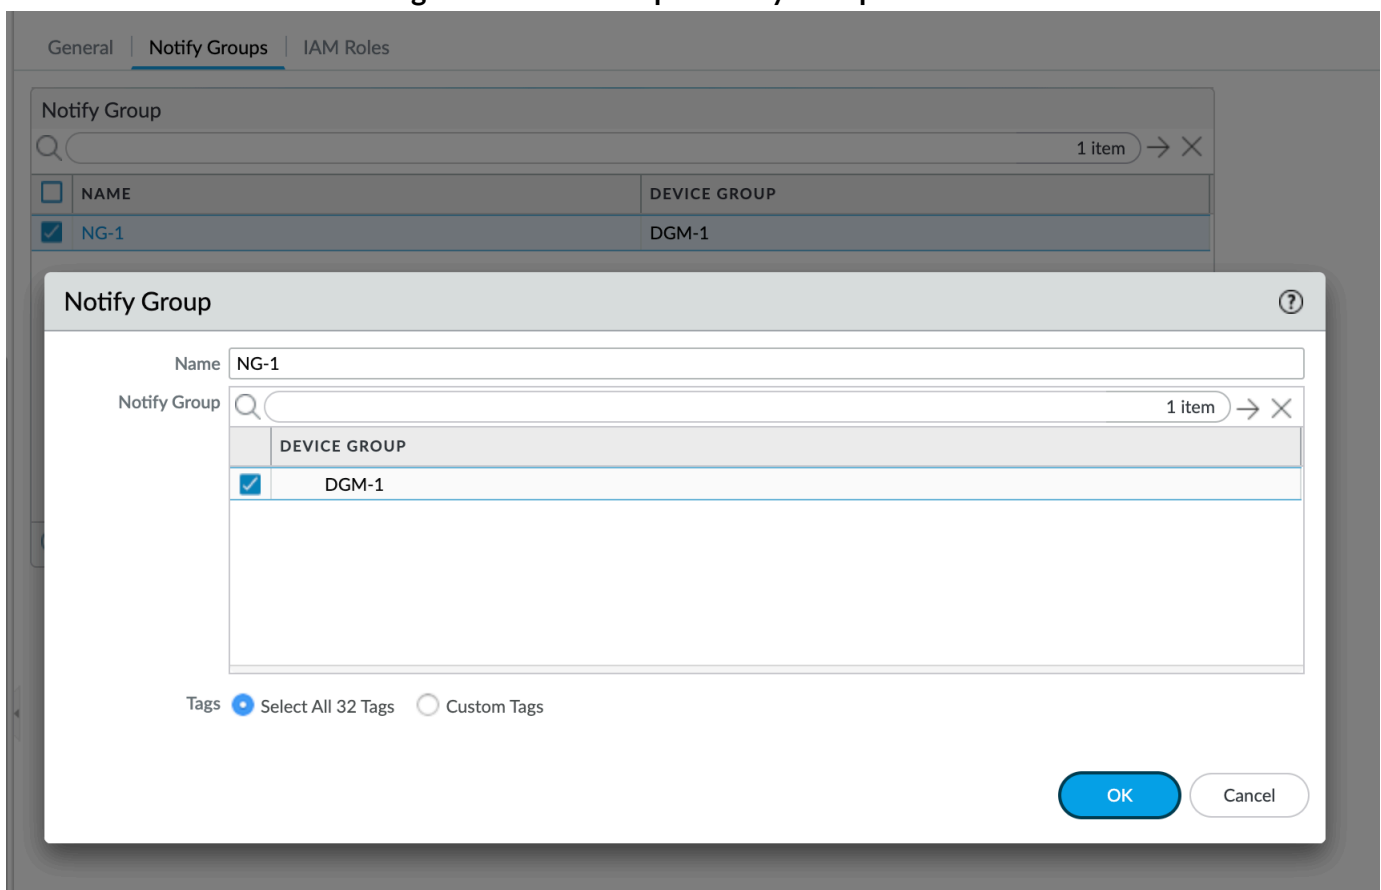 General Notify Groups IAM Roles
Notify Group
1 item
NAME DEVICE GROUP
NG-1 DGM-1
Notify Group
Name NG-1
Notify Group 1 item
DEVICE GROUP
DGM-1
Tags Select All 32 Tags Custom Tags
OK Cancel